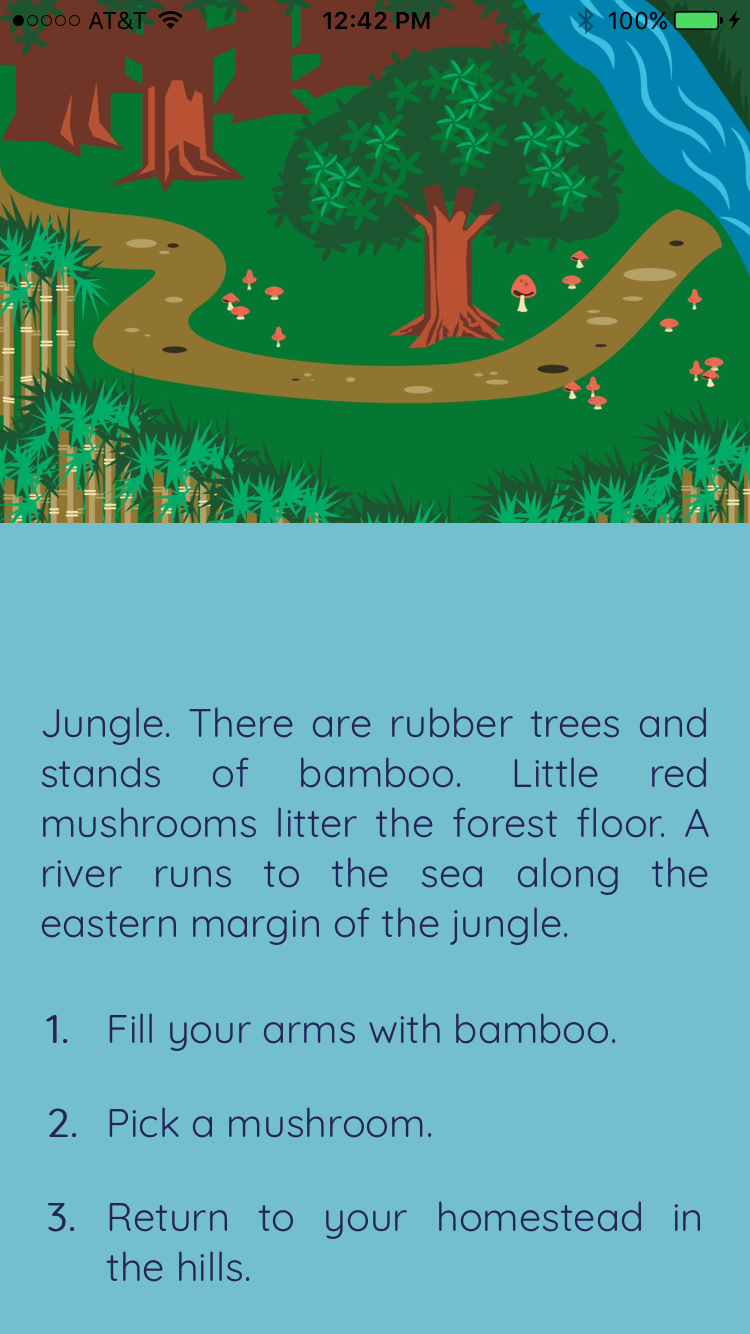 AT&T 12:42 PM 100%
Jungle. There are rubber trees and
stands of bamboo. Little red
mushrooms litter the forest floor. A
river runs to the sea along the
eastern margin of the jungle.
1. Fill your arms with bamboo.
2. Pick a mushroom.
3. Return to your homestead in
the hills.